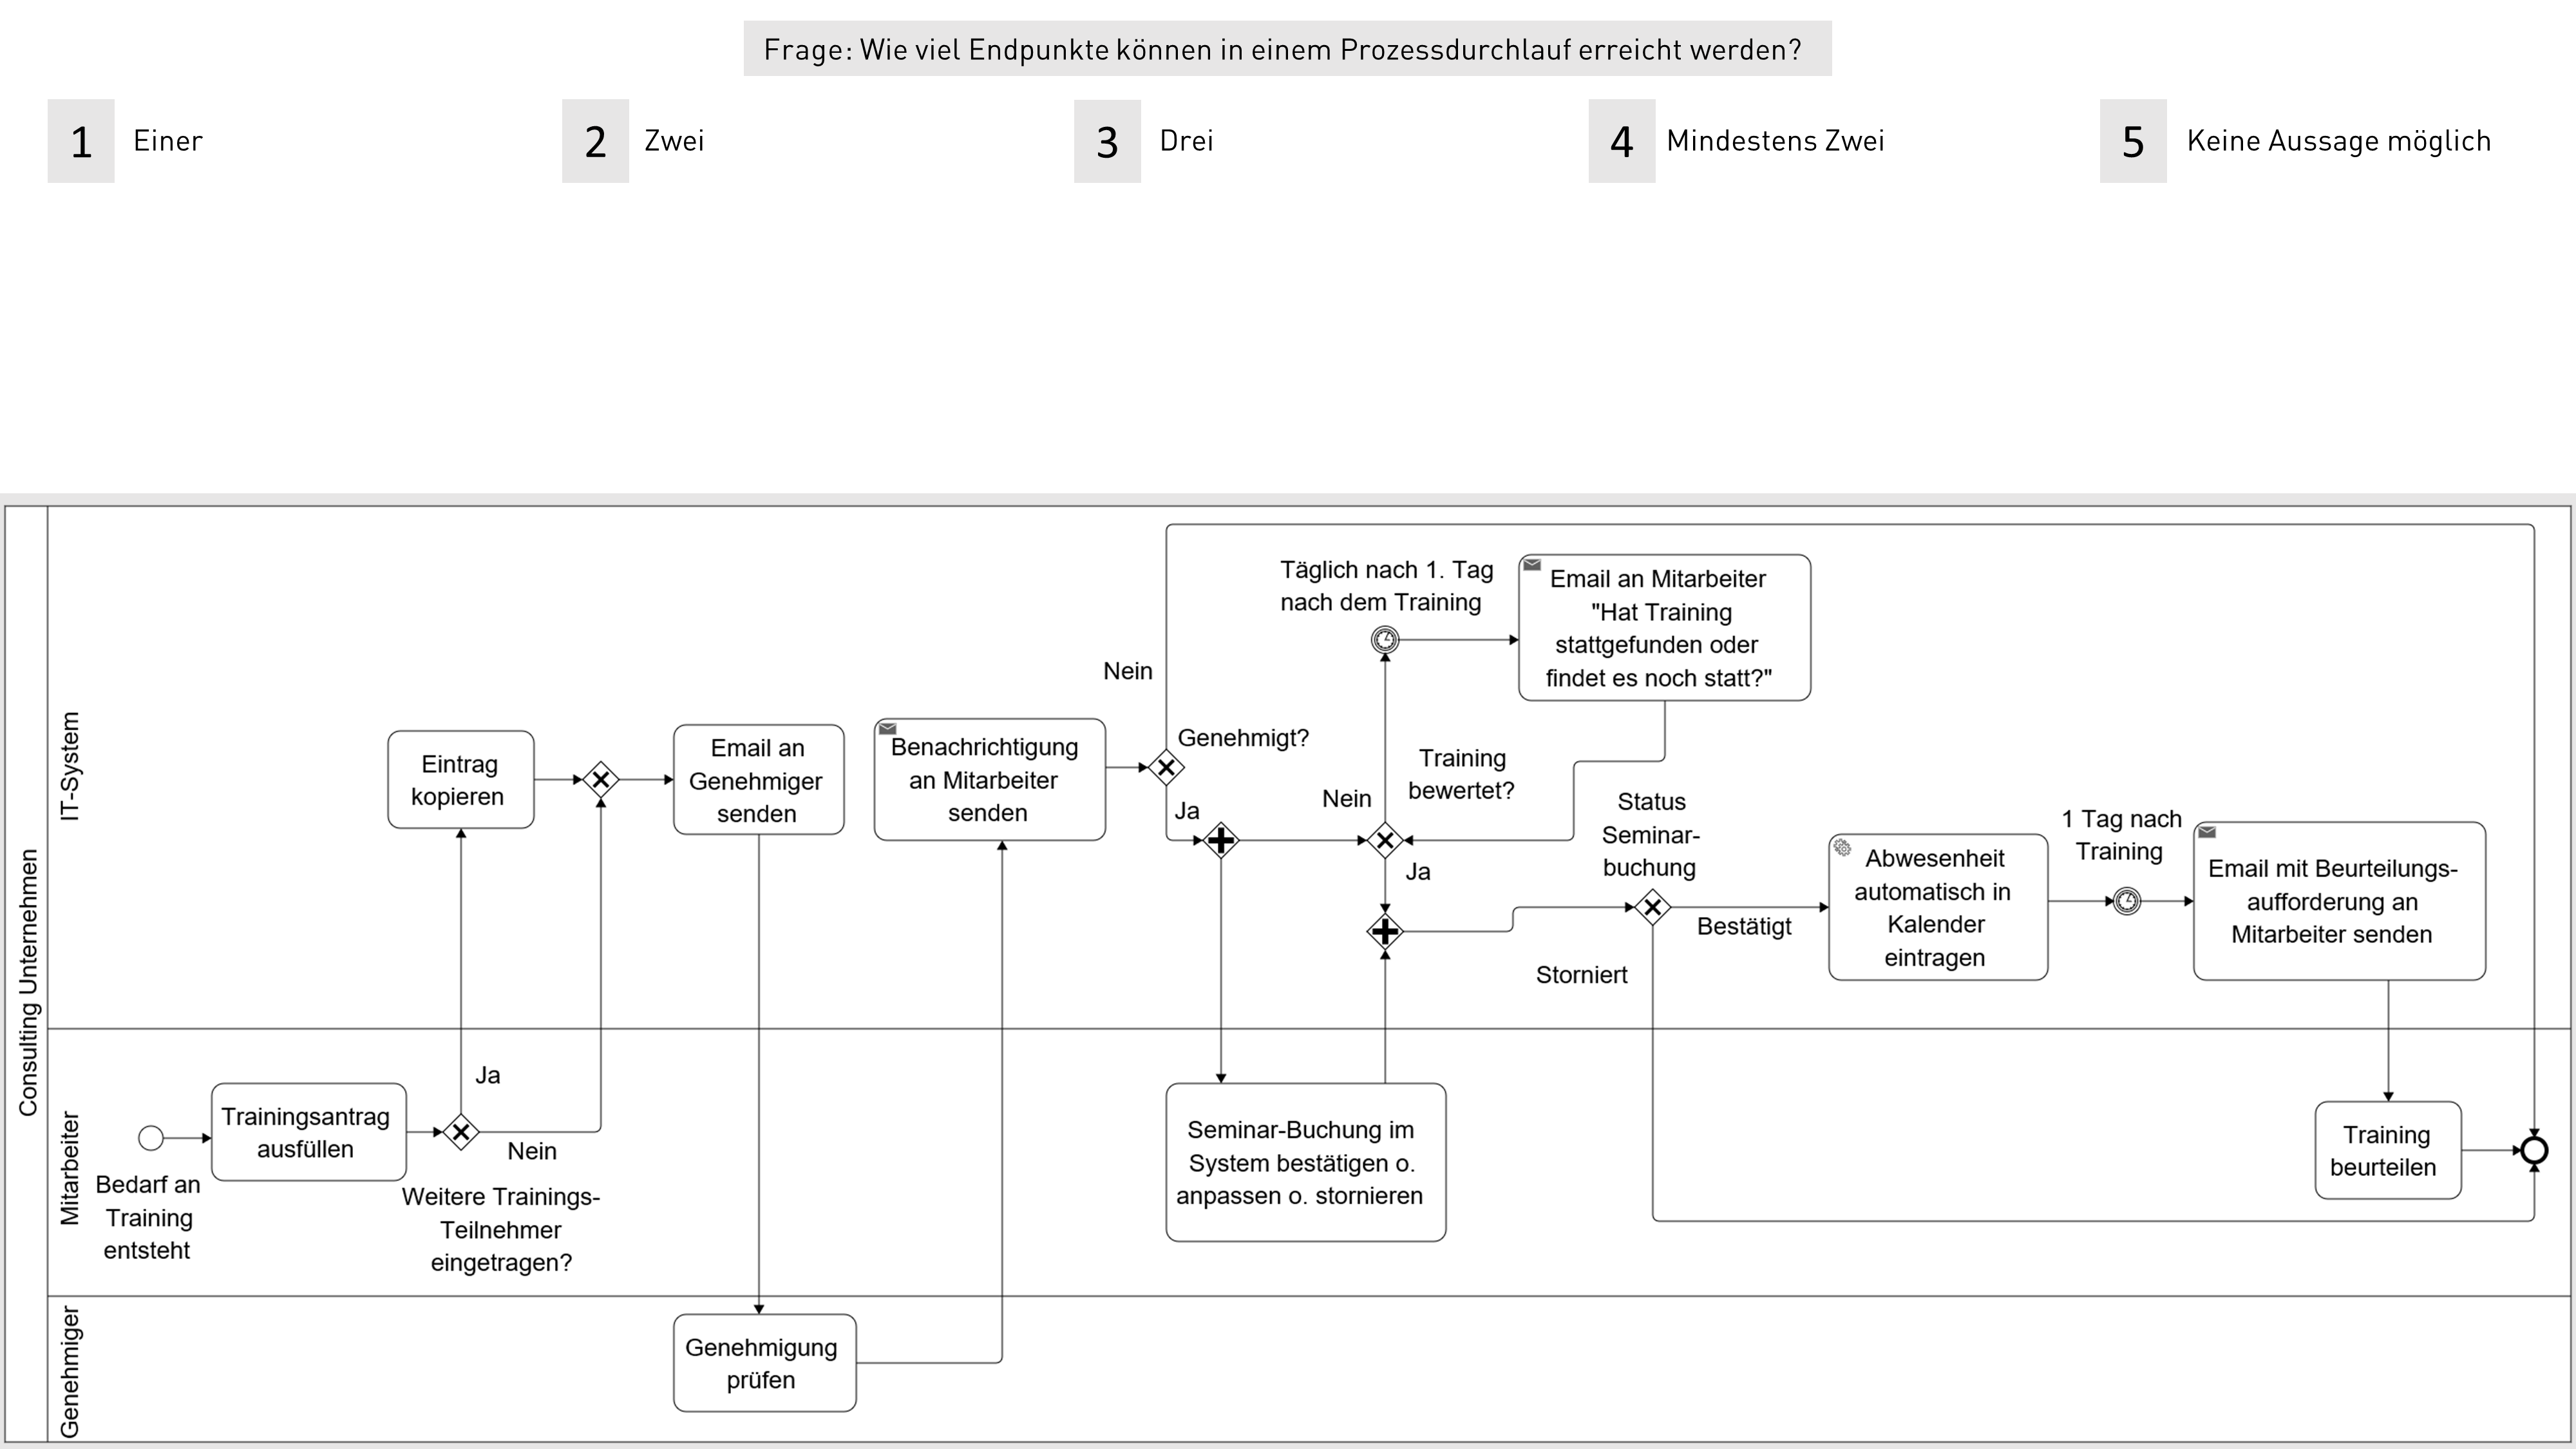 Frage: Wie viel Endpunkte können in einem Prozessdurchlauf erreicht werden?
1 Einer
2 Zwei
3 Drei
4 Mindestens Zwei
5 Keine Aussage möglich
Consulting Unternehmen
IT-System
Eintrag
kopieren
Email an
Genehmiger
senden
Benachrichtigung
an Mitarbeiter
senden
Nein
Genehmigt?
Ja
Täglich nach 1. Tag
nach dem Training
Email an Mitarbeiter
"Hat Training
stattgefunden oder
findet es noch statt?"
Training
bewertet?
Nein
Ja
Status
Seminar-
buchung
Bestätigt
Storniert
Abwesenheit
automatisch in
Kalender
eintragen
1 Tag nach
Training
Email mit Beurteilungs-
aufforderung an
Mitarbeiter senden
Mitarbeiter
Bedarf an
Training
entsteht
Trainingsantrag
ausfüllen
Ja
Nein
Weitere Trainings-
Teilnehmer
eingetragen?
Seminar-Buchung im
System bestätigen o.
anpassen o. stornieren
Training
beurteilen
Genehmiger
Genehmigung
prüfen